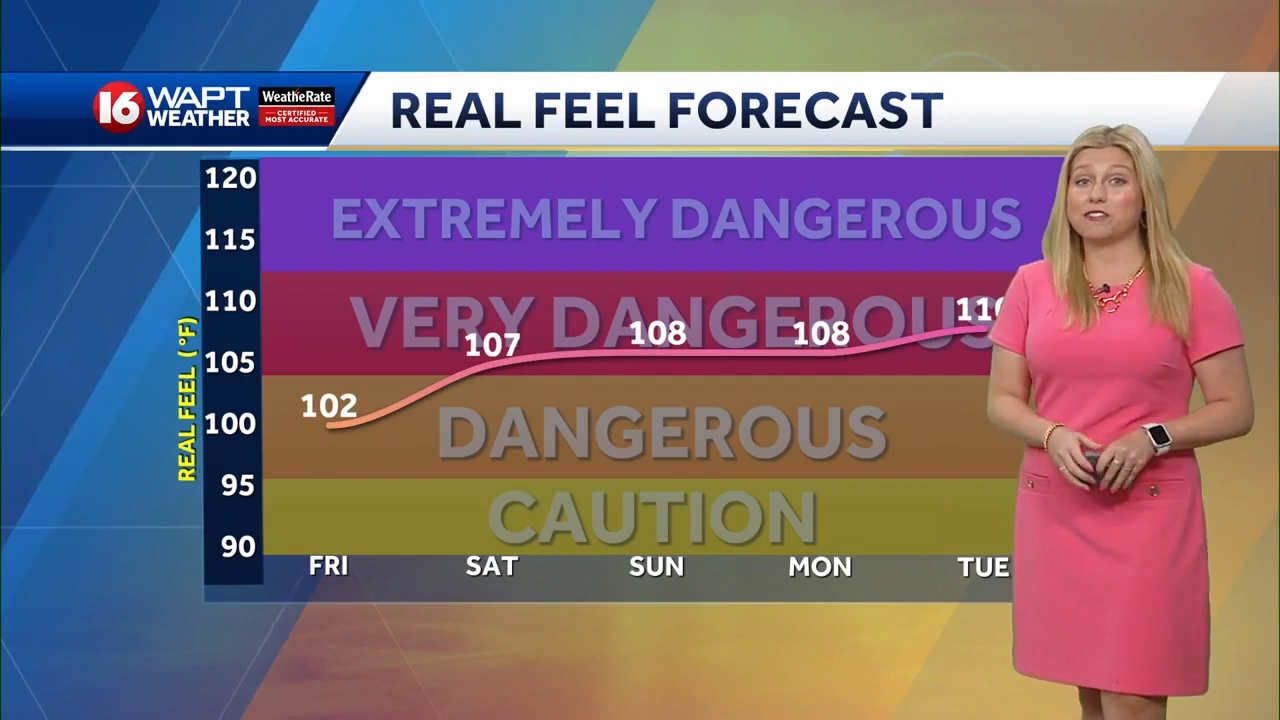 16 WAPT WEATHER
WeatheRate
CERTIFIED
MOST ACCURATE
REAL FEEL FORECAST
REAL FEEL (°F)
120
115
110
105
100
95
90
EXTREMELY DANGEROUS
VERY DANGEROUS
DANGEROUS
CAUTION
102
107
108
108
FRI
SAT
SUN
MON
TUE